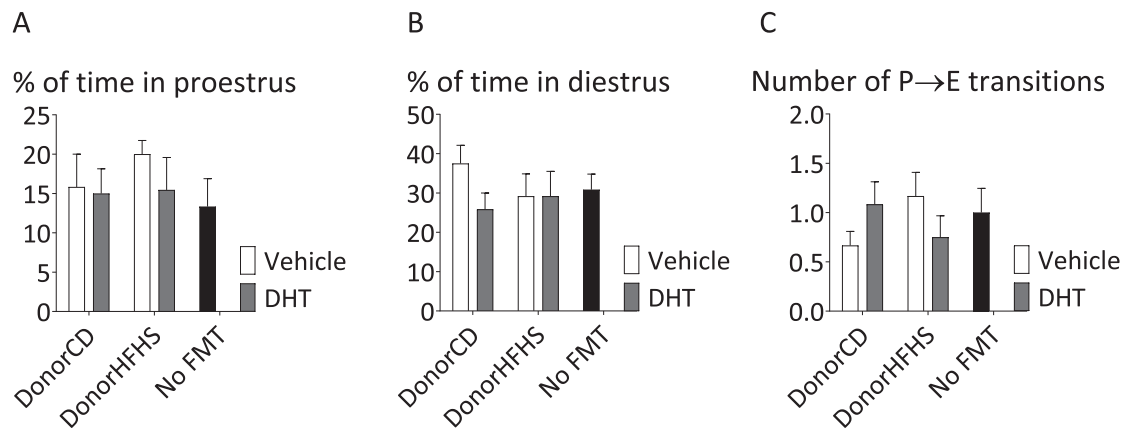 A
% of time in proestrus
25
20
15
10
5
0
DonorCD
DonorHFHS
No FMT
Vehicle
DHT
B
% of time in diestrus
50
40
30
20
10
0
DonorCD
DonorHFHS
No FMT
Vehicle
DHT
C
Number of P→E transitions
2.0
1.5
1.0
0.5
0.0
DonorCD
DonorHFHS
No FMT
Vehicle
DHT